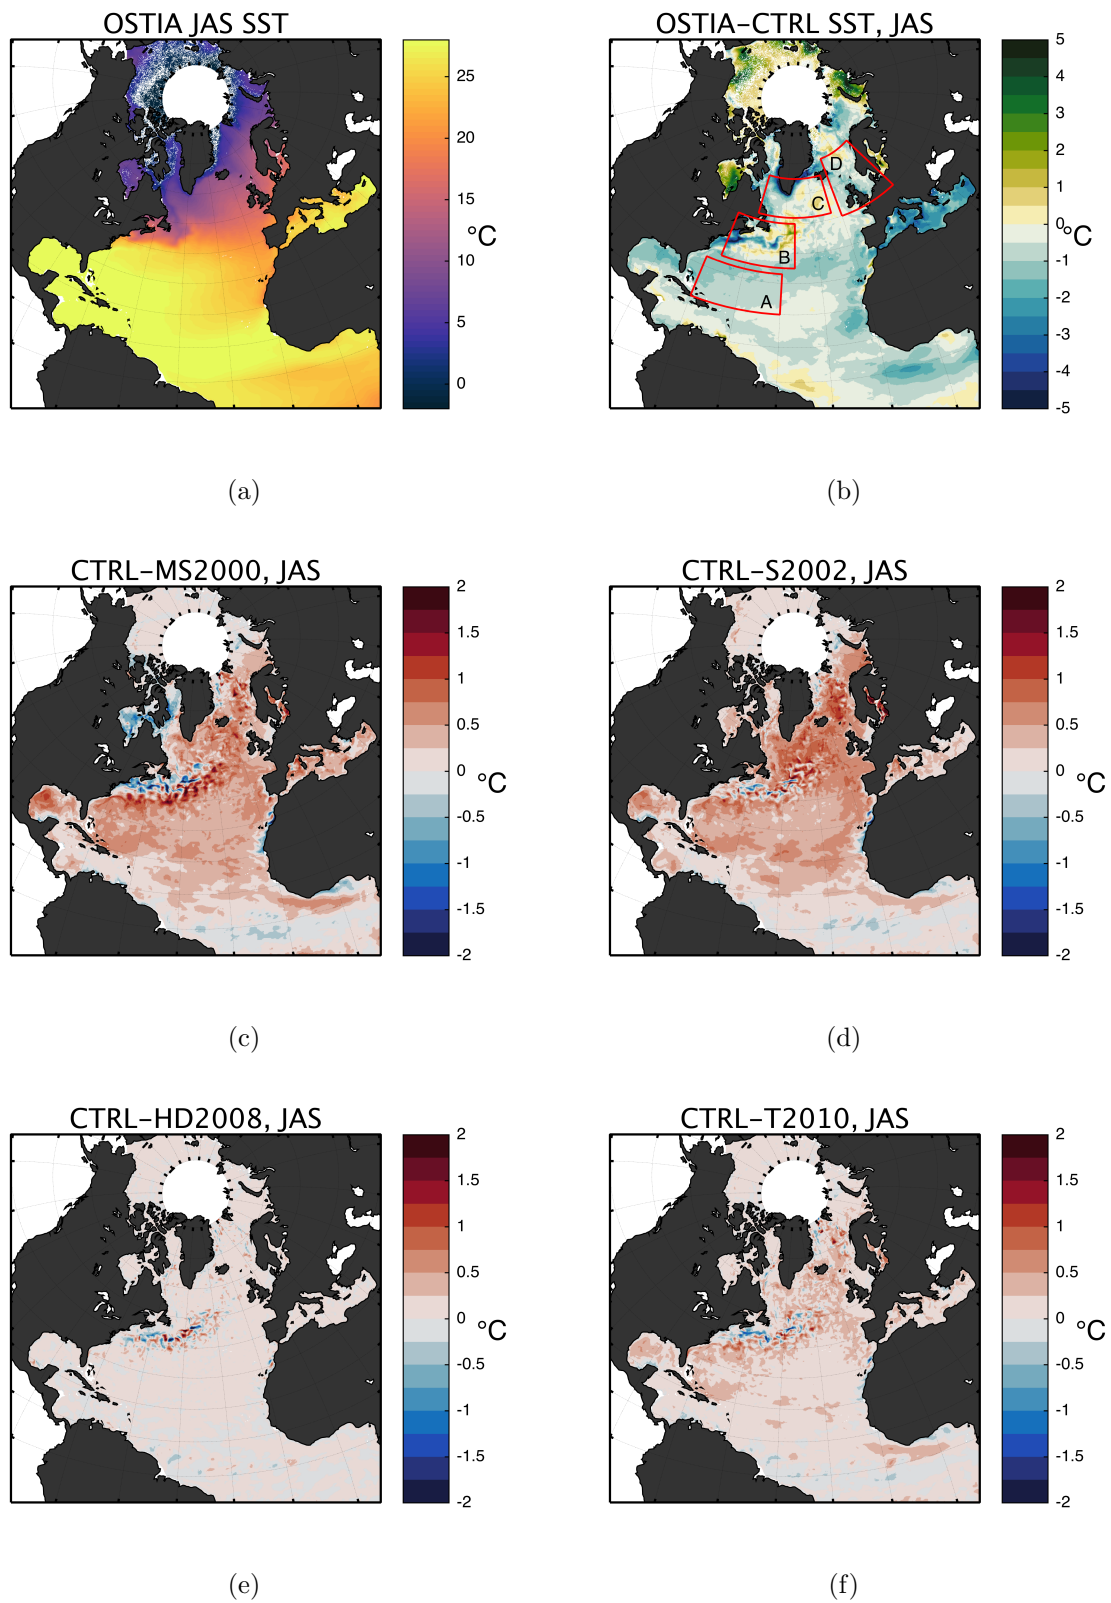 OSTIA JAS SST
25
20
15
10
5
0
°C
(a)
OSTIA-CTRL SST, JAS
A
B
C
D
5
4
3
2
1
0
-1
-2
-3
-4
-5
°C
(b)
CTRL-MS2000, JAS
2
1.5
1
0.5
0
-0.5
-1
-1.5
-2
°C
(c)
CTRL-S2002, JAS
2
1.5
1
0.5
0
-0.5
-1
-1.5
-2
°C
(d)
CTRL-HD2008, JAS
2
1.5
1
0.5
0
-0.5
-1
-1.5
-2
°C
(e)
CTRL-T2010, JAS
2
1.5
1
0.5
0
-0.5
-1
-1.5
-2
°C
(f)